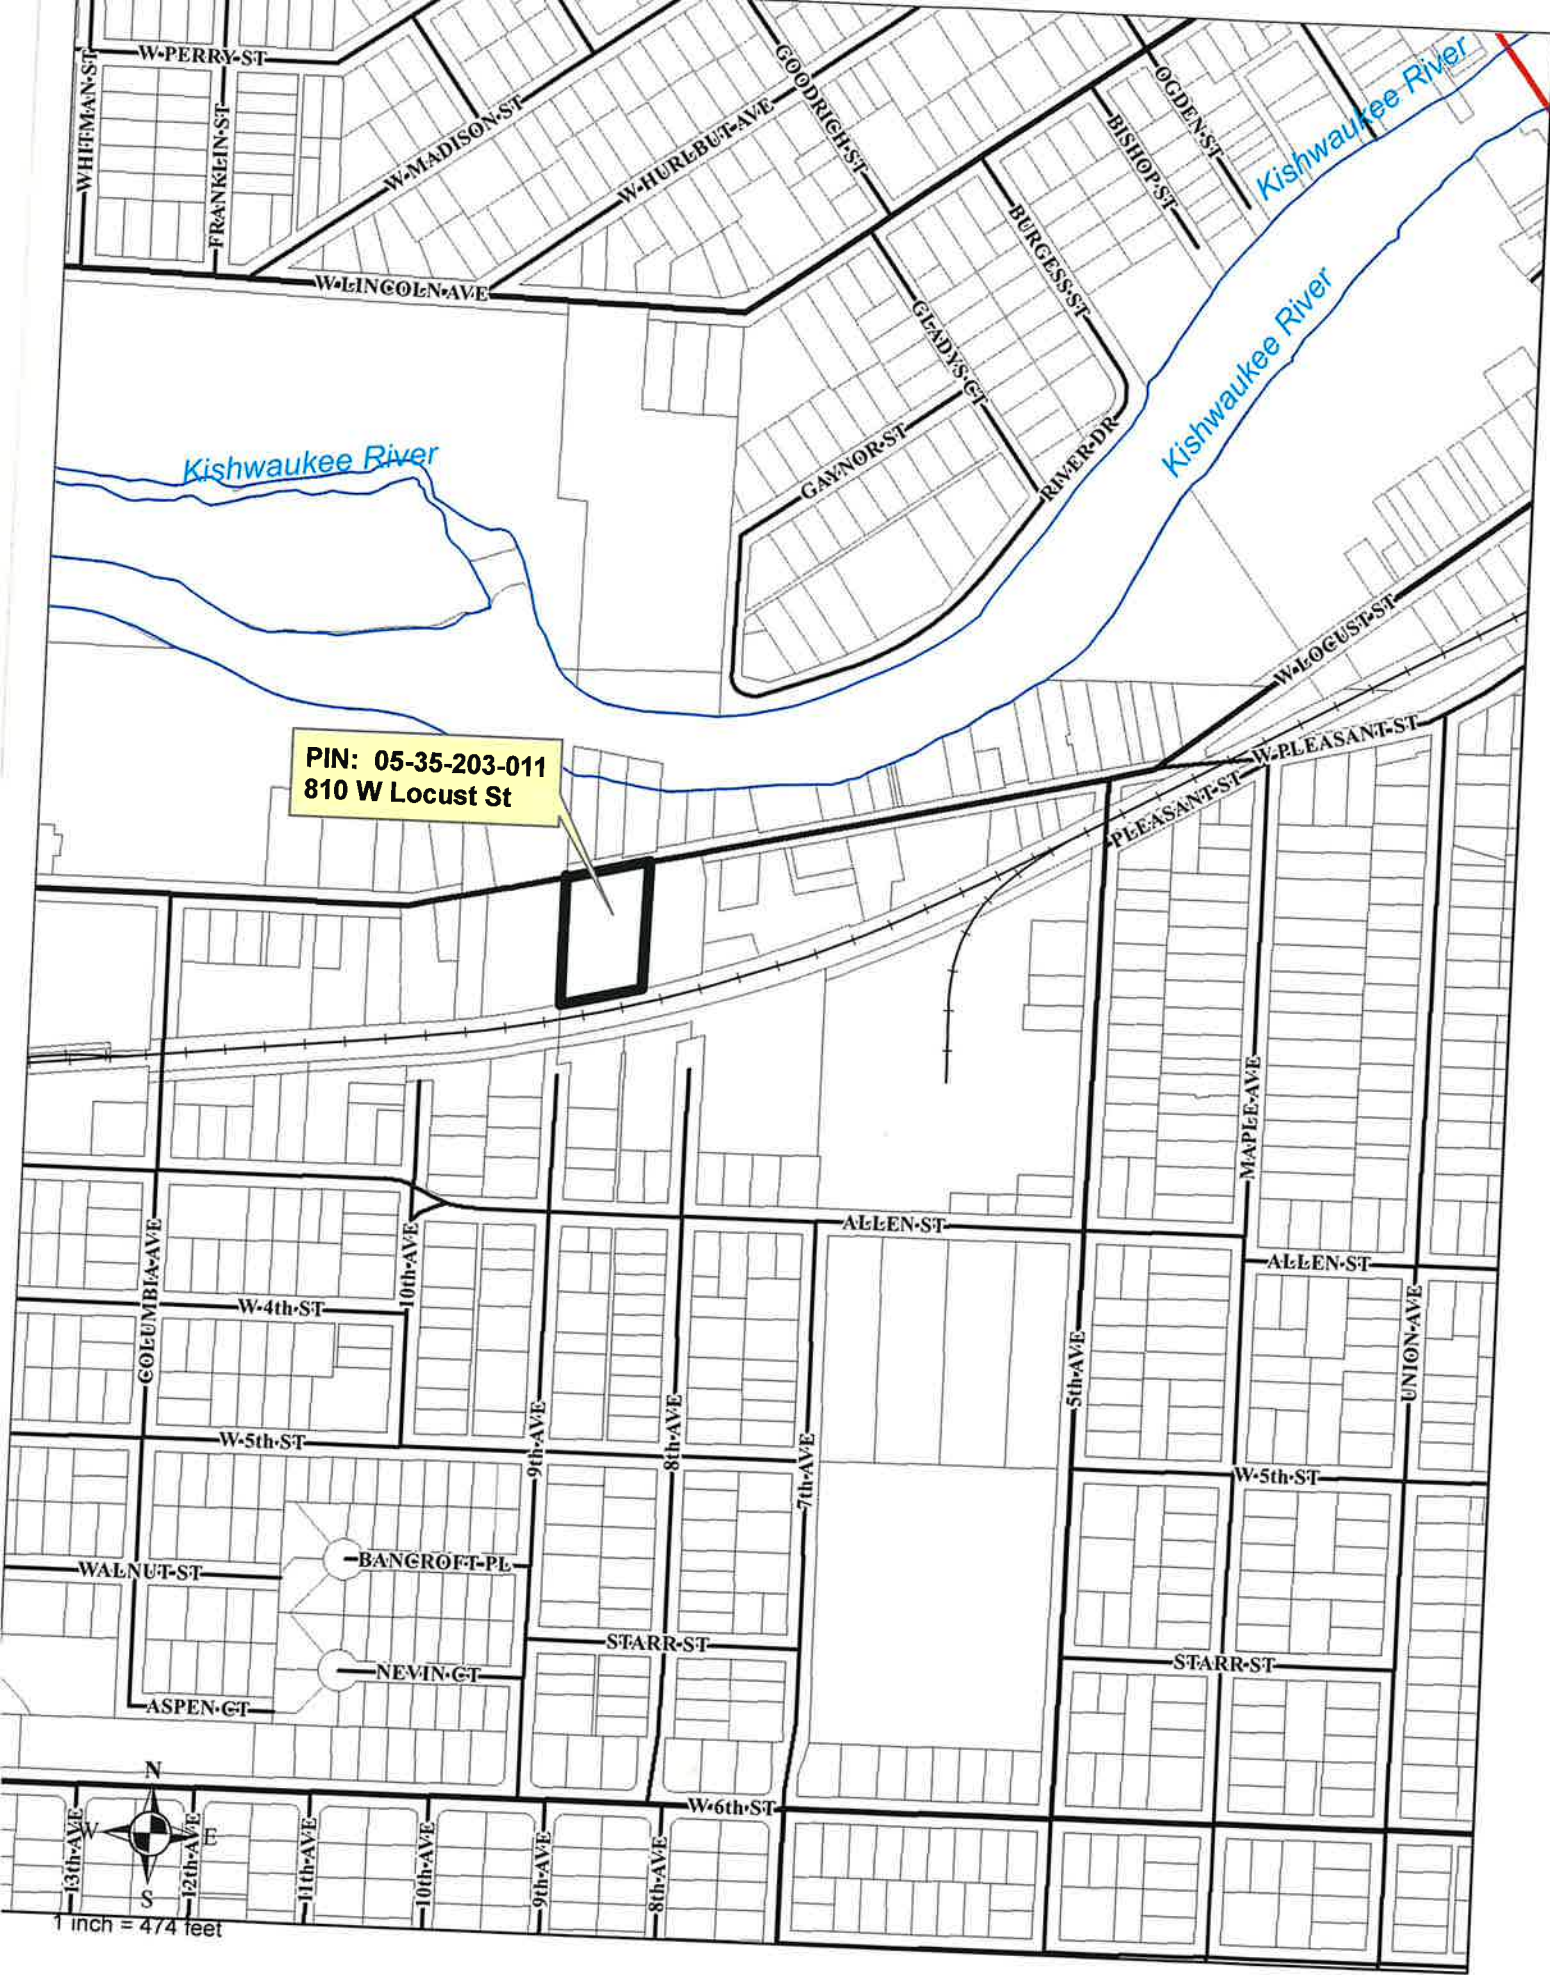 W PERRY ST
WHITMAN ST
FRANKLIN ST
W MADISON ST
W HURLBUT AVE
GOODRICH ST
OGDEN ST
BISHOP ST
Kishwaukee River
BURGESS ST
W LINCOLN AVE
GLADYS CT
Kishwaukee River
GAYNOR ST
RIVER DR
Kishwaukee River
W LOCUST ST
W PLEASANT ST
PLEASANT ST
PIN: 05-35-203-011
810 W Locust St
MAPLE AVE
ALLEN ST
ALLEN ST
COLUMBIA AVE
10th AVE
W 4th ST
UNION AVE
5th AVE
W 5th ST
9th AVE
8th AVE
7th AVE
W 5th ST
WALNUT ST
BANCROFT PL
STARR ST
STARR ST
NEVIN CT
ASPEN CT
W 6th ST
N
W
E
S
13th AVE
12th AVE
11th AVE
10th AVE
9th AVE
8th AVE
1 inch = 474 feet